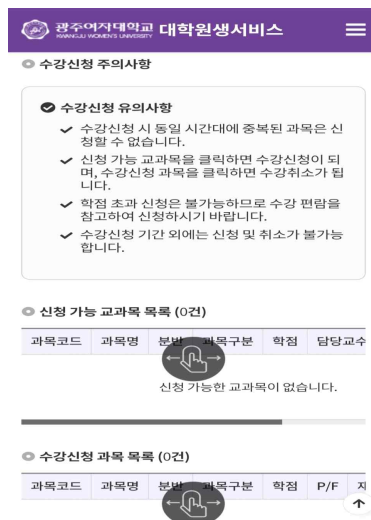 광주여자대학교 대학원생서비스
KWANGJU WOMEN'S UNIVERSITY
수강신청 주의사항
수강신청 유의사항
수강신청 시 동일 시간대에 중복된 과목은 신
청할 수 없습니다.
신청 가능 교과목을 클릭하면 수강신청이 되
며, 수강신청 과목을 클릭하면 수강취소가 됩
니다.
학점 초과 신청은 불가능하므로 수강 편람을
참고하여 신청하시기 바랍니다.
수강신청 기간 외에는 신청 및 취소가 불가능
합니다.
신청 가능 교과목 목록 (0건)
과목코드 과목명 분반 과목구분 학점 담당교수
신청 가능한 교과목이 없습니다.
수강신청 과목 목록 (0건)
과목코드 과목명 분반 과목구분 학점 P/F